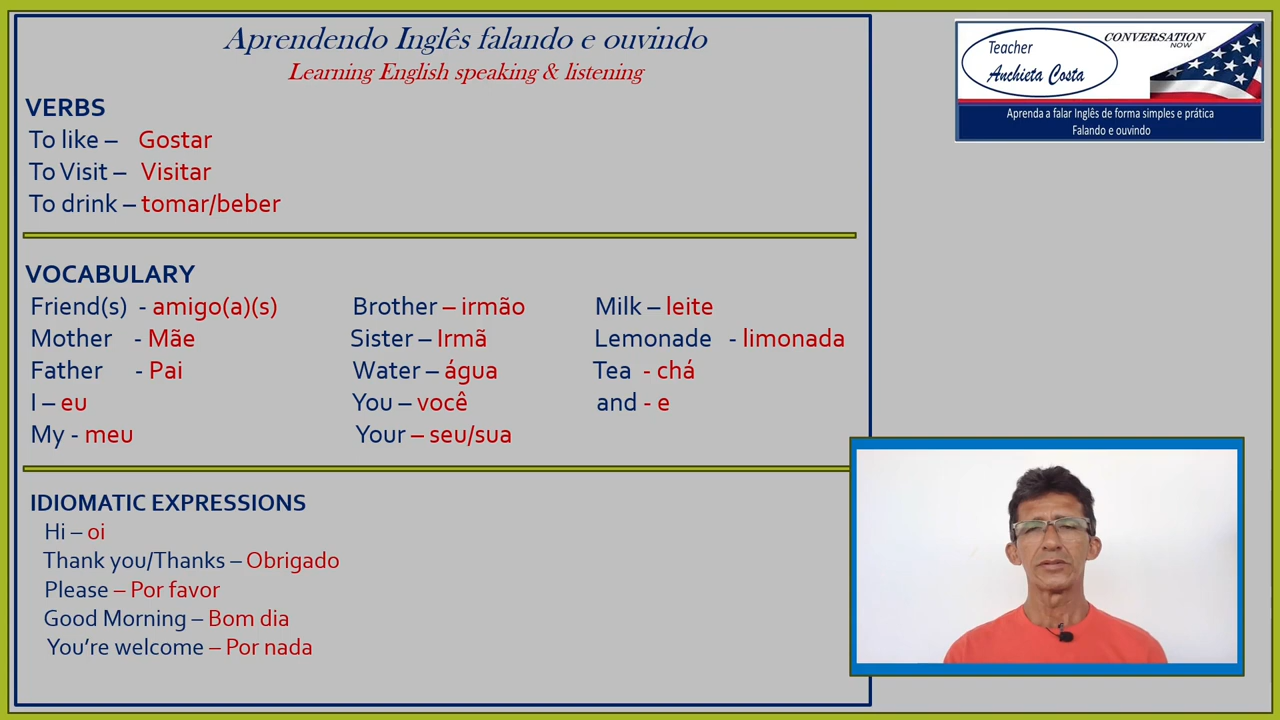 Aprendendo Inglês falando e ouvindo
Learning English speaking & listening
Teacher
Anchieta Costa
CONVERSATION
NOW
Aprenda a falar Inglês de forma simples e prática
Falando e ouvindo
VERBS
To like – Gostar
To Visit – Visitar
To drink – tomar/beber
VOCABULARY
Friend(s) - amigo(a)(s)
Mother - Mãe
Father - Pai
I – eu
My - meu
Brother – irmão
Sister – Irmã
Water – água
You – você
Your – seu/sua
Milk – leite
Lemonade - limonada
Tea - chá
and - e
IDIOMATIC EXPRESSIONS
Hi – oi
Thank you/Thanks – Obrigado
Please – Por favor
Good Morning – Bom dia
You’re welcome – Por nada